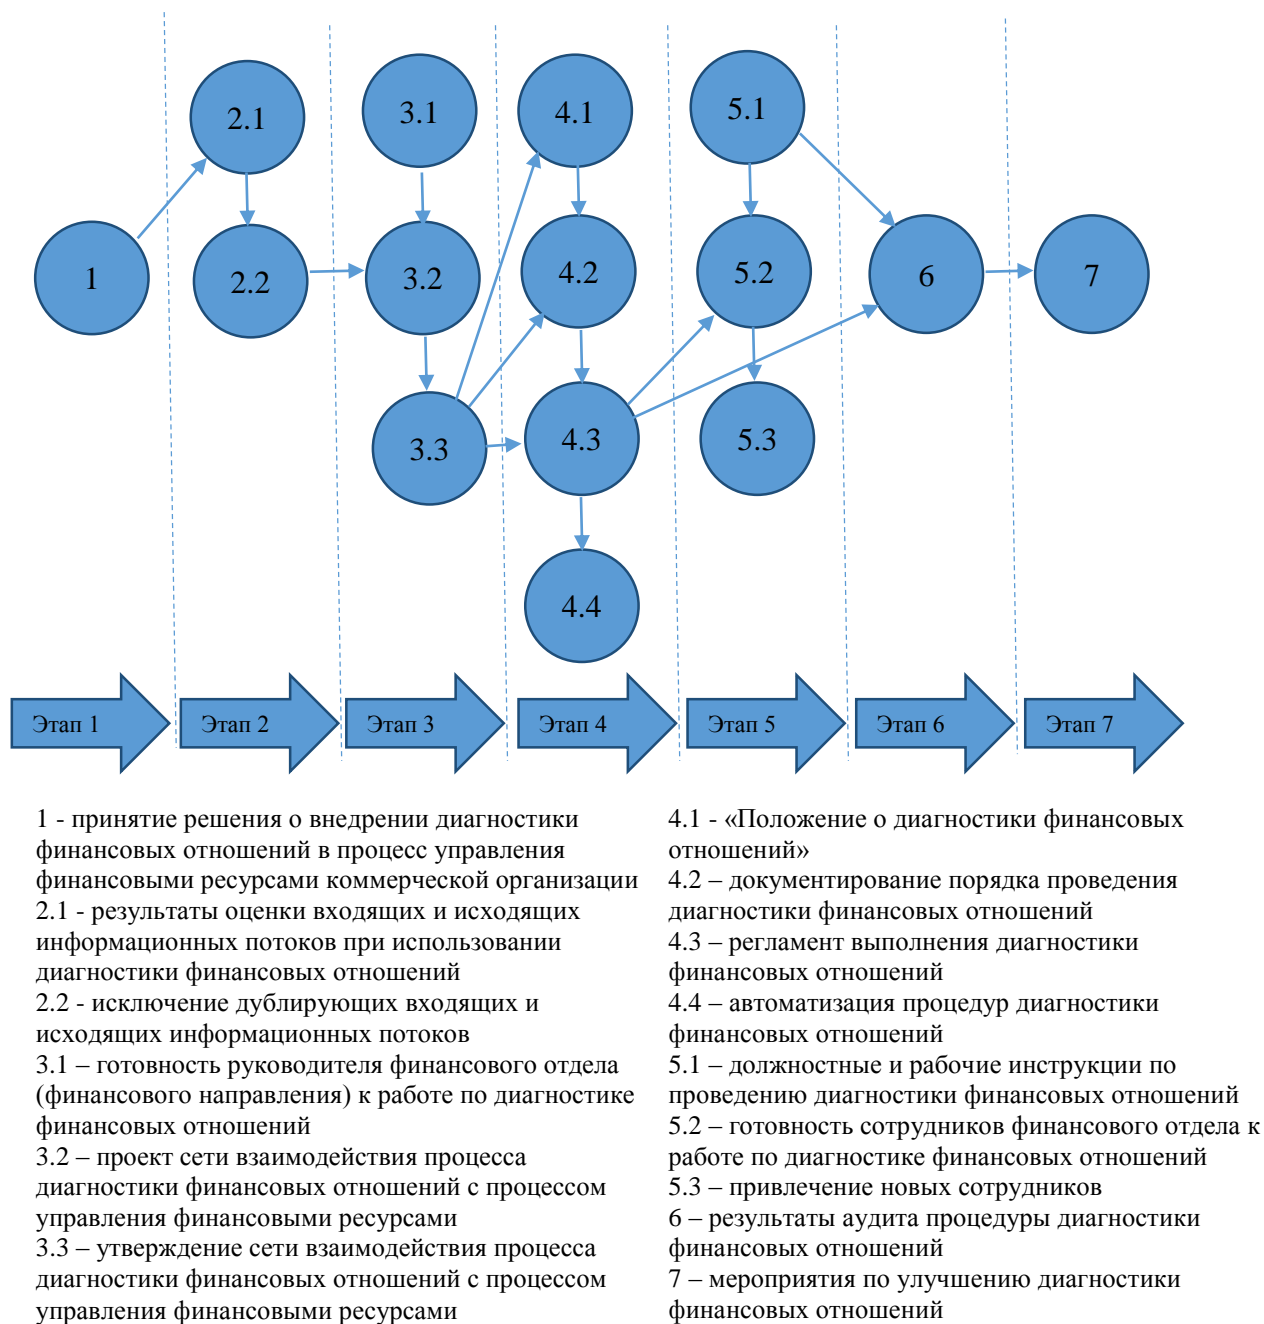 2.1
3.1
4.1
5.1
1
2.2
3.2
4.2
5.2
6
7
3.3
4.3
5.3
4.4
Этап 1
Этап 2
Этап 3
Этап 4
Этап 5
Этап 6
Этап 7
1 - принятие решения о внедрении диагностики
финансовых отношений в процесс управления
финансовыми ресурсами коммерческой организации
2.1 - результаты оценки входящих и исходящих
информационных потоков при использовании
диагностики финансовых отношений
2.2 - исключение дублирующих входящих и
исходящих информационных потоков
3.1 – готовность руководителя финансового отдела
(финансового направления) к работе по диагностике
финансовых отношений
3.2 – проект сети взаимодействия процесса
диагностики финансовых отношений с процессом
управления финансовыми ресурсами
3.3 – утверждение сети взаимодействия процесса
диагностики финансовых отношений с процессом
управления финансовыми ресурсами
4.1 - «Положение о диагностики финансовых
отношений»
4.2 – документирование порядка проведения
диагностики финансовых отношений
4.3 – регламент выполнения диагностики
финансовых отношений
4.4 – автоматизация процедур диагностики
финансовых отношений
5.1 – должностные и рабочие инструкции по
проведению диагностики финансовых отношений
5.2 – готовность сотрудников финансового отдела к
работе по диагностике финансовых отношений
5.3 – привлечение новых сотрудников
6 – результаты аудита процедуры диагностики
финансовых отношений
7 – мероприятия по улучшению диагностики
финансовых отношений